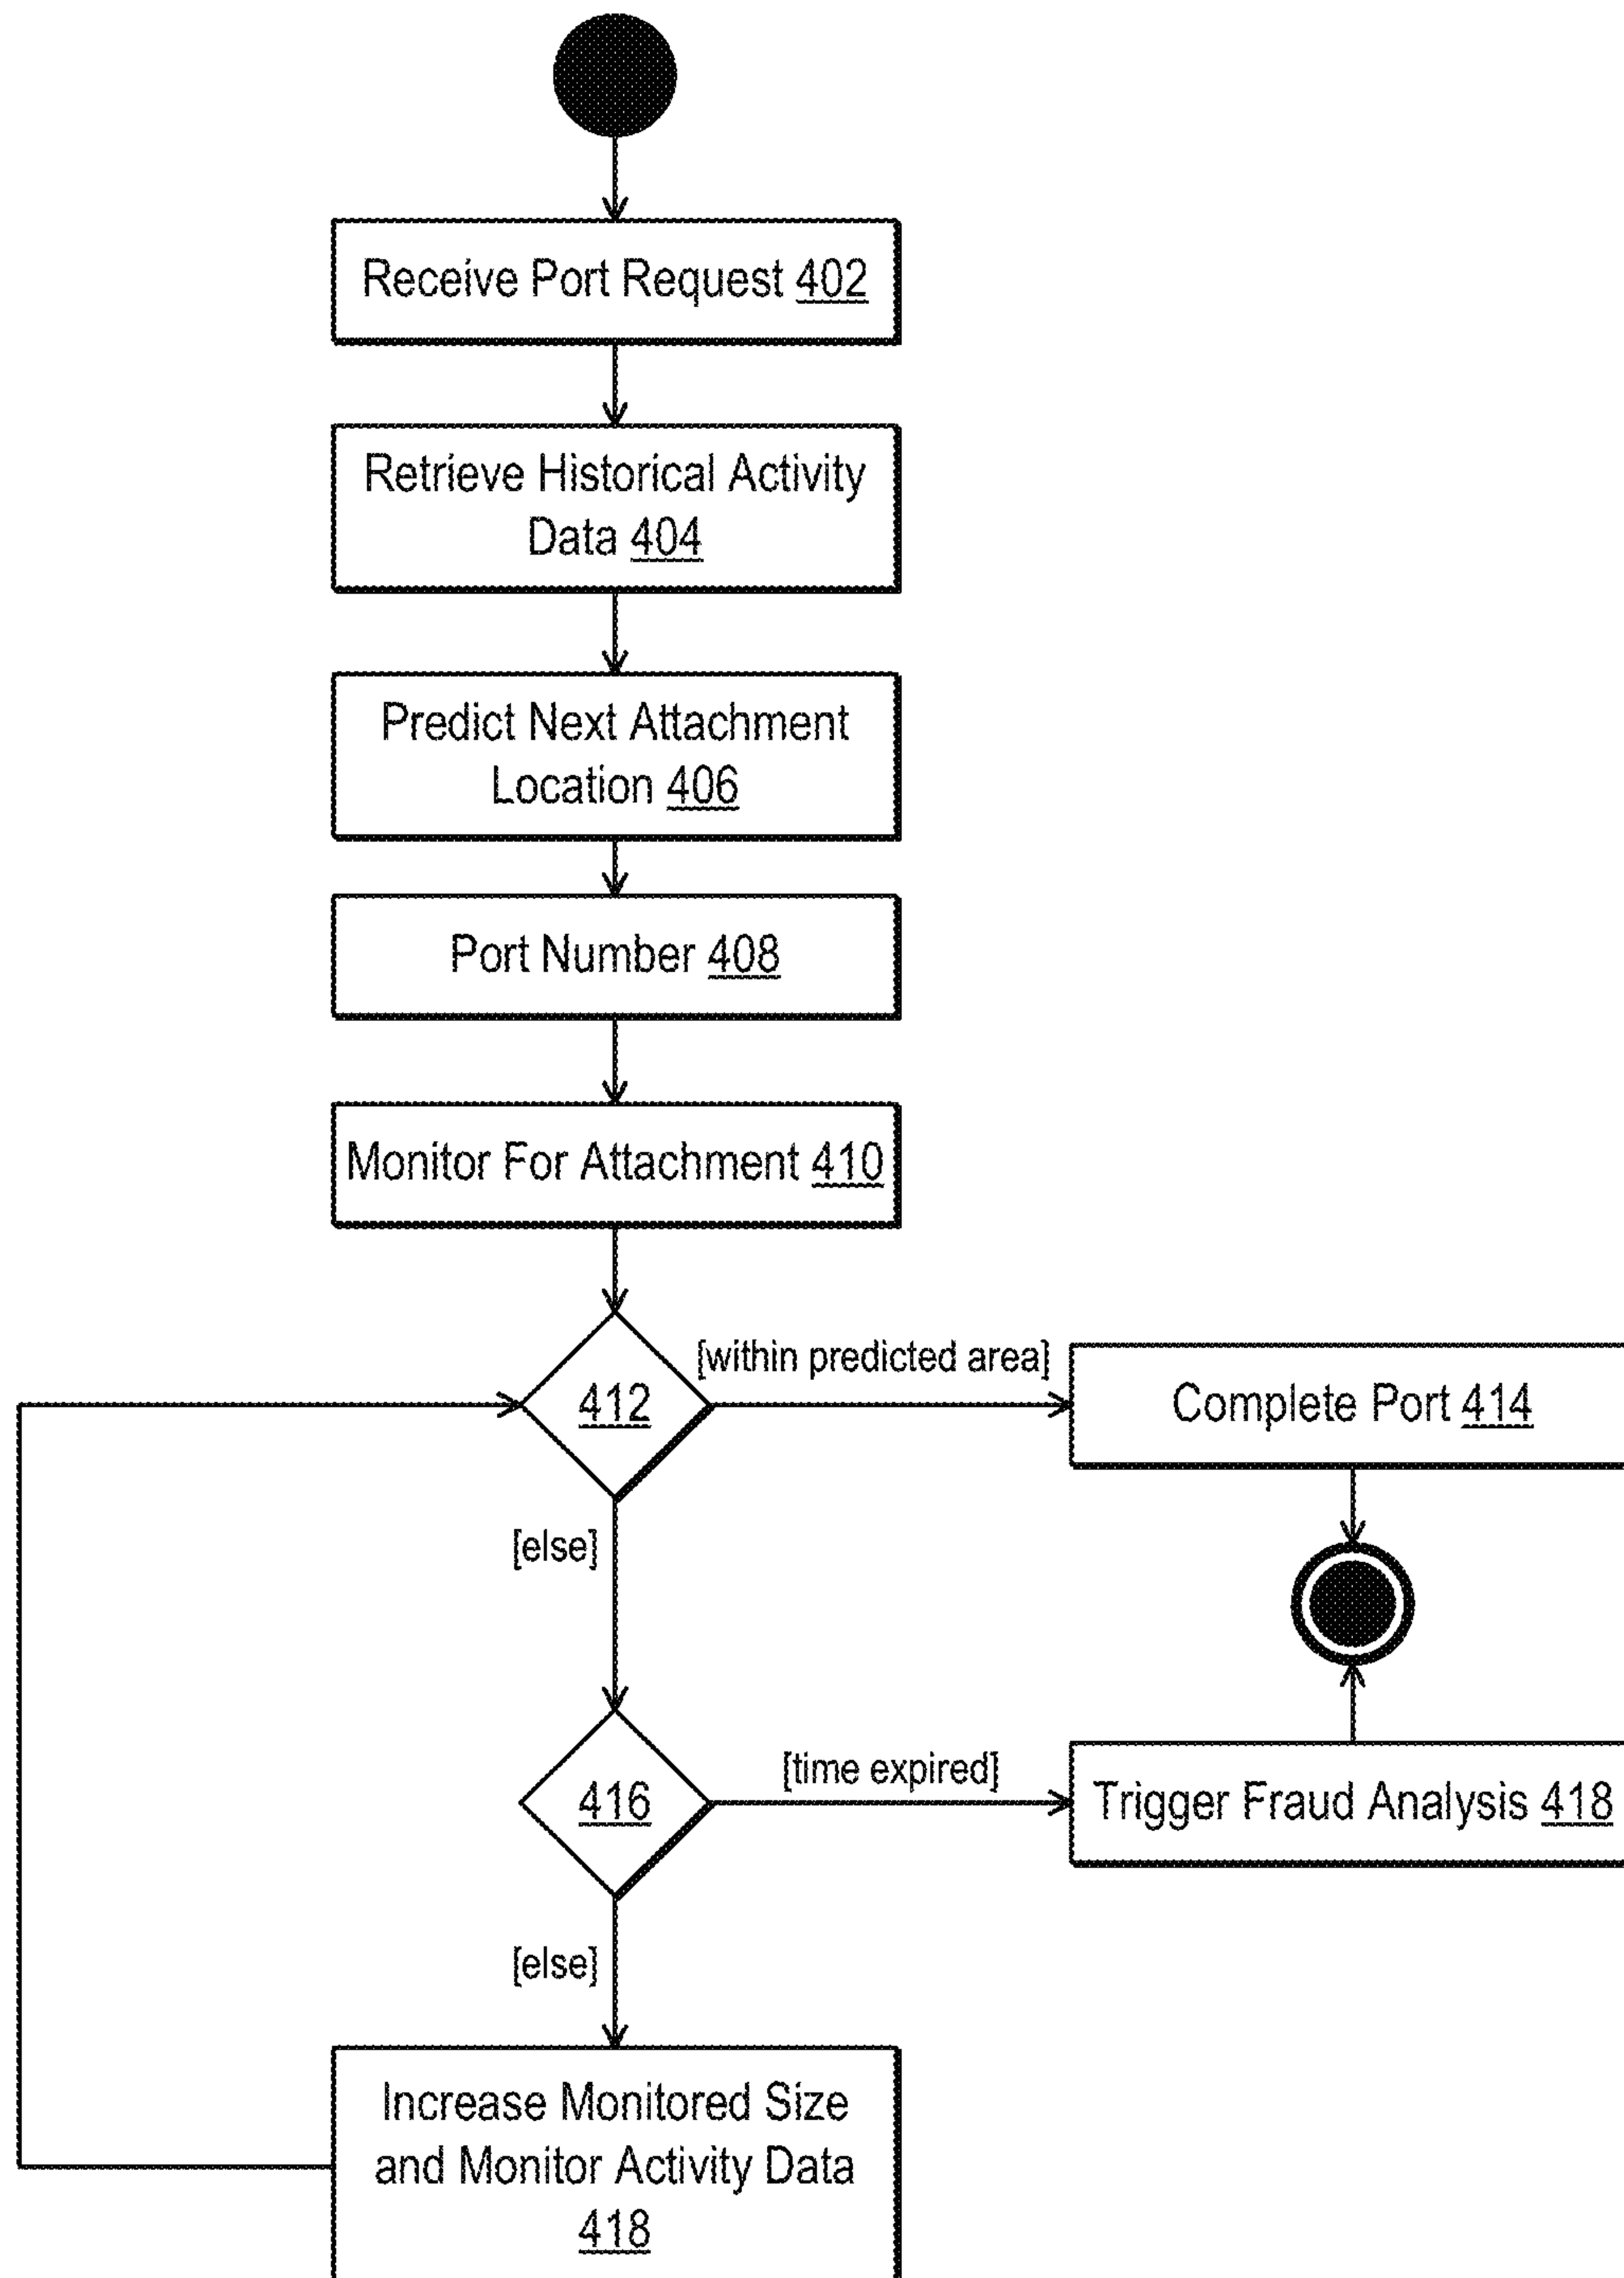 Receive Port Request 402
Retrieve Historical Activity
Data 404
Predict Next Attachment
Location 406
Port Number 408
Monitor For Attachment 410
412
[within predicted area]
Complete Port 414
[else]
416
[time expired]
Trigger Fraud Analysis 418
[else]
Increase Monitored Size
and Monitor Activity Data
418